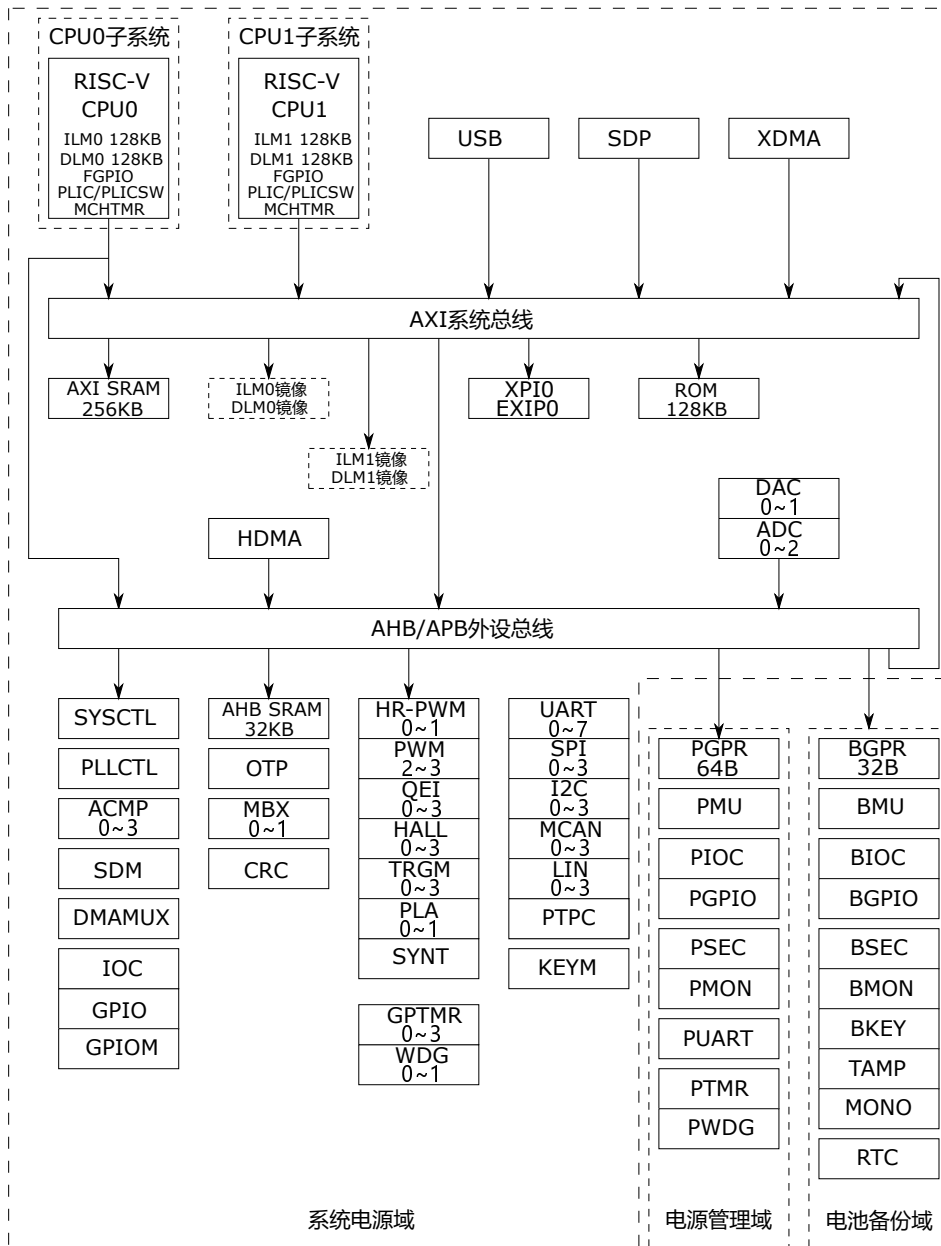 CPU0子系统
RISC-V
CPU0
ILM0 128KB
DLM0 128KB
FGPIO
PLIC/PLICSW
MCHTMR
CPU1子系统
RISC-V
CPU1
ILM1 128KB
DLM1 128KB
FGPIO
PLIC/PLICSW
MCHTMR
USB
SDP
XDMA
AXI系统总线
AXI SRAM
256KB
ILM0镜像
DLM0镜像
ILM1镜像
DLM1镜像
XPI0
EXIP0
ROM
128KB
DAC
0~1
ADC
0~2
HDMA
AHB/APB外设总线
SYSCTL
PLLCTL
ACMP
0~3
SDM
DMAMUX
IOC
GPIO
GPIOM
AHB SRAM
32KB
OTP
MBX
0~1
CRC
HR-PWM
0~1
PWM
2~3
QEI
0~3
HALL
0~3
TRGM
0~3
PLA
0~1
SYNT
GPTMR
0~3
WDG
0~1
UART
0~7
SPI
0~3
I2C
0~3
MCAN
0~3
LIN
0~3
PTPC
KEYM
PGPR
64B
PMU
PIOC
PGPIO
PSEC
PMON
PUART
PTMR
PWDG
BGPR
32B
BMU
BIOC
BGPIO
BSEC
BMON
BKEY
TAMP
MONO
RTC
系统电源域
电源管理域
电池备份域